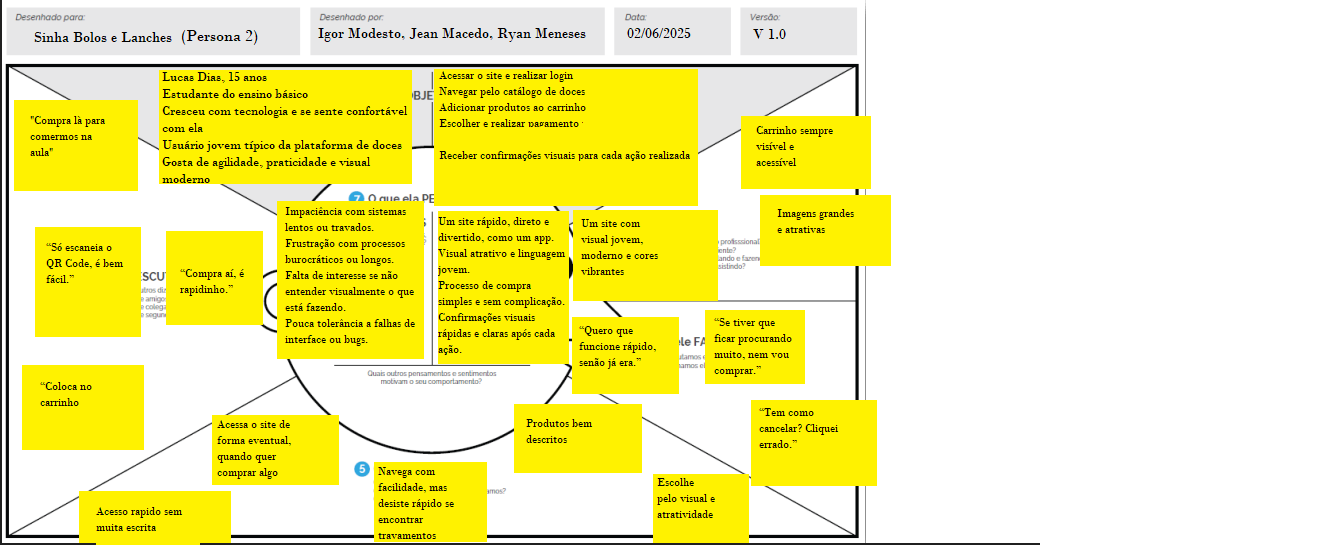 Desenhado para:
Sinha Bolos e Lanches (Persona 2)
Desenhado por:
Igor Modesto, Jean Macedo, Ryan Meneses
Data:
02/06/2025
Versão:
V 1.0
Lucas Dias, 15 anos
Estudante do ensino básico
Cresceu com tecnologia e se sente confortável
com ela
Usuário jovem típico da plataforma de doces
Gosta de agilidade, praticidade e visual
moderno
OBJE
Acessar o site e realizar login
Navegar pelo catálogo de doces
Adicionar produtos ao carrinho
Escolher e realizar pagamento
Receber confirmações visuais para cada ação realizada
"Compra là para
comermos na
aula"
Carrinho sempre
visível e
acessível
Imagens grandes
e atrativas
7 O que ela PE
Impaciência com sistemas
lentos ou travados.
Frustração com processos
burocráticos ou longos.
Falta de interesse se não
entender visualmente o que
está fazendo.
Pouca tolerância a falhas de
interface ou bugs.
Um site rápido, direto e
divertido, como um app.
Visual atrativo e linguagem
jovem.
Processo de compra
simples e sem complicação.
Confirmações visuais
rápidas e claras após cada
ação.
Um site com
visual jovem,
moderno e cores
vibrantes
“Só escaneia o
QR Code, é bem
fácil.”
“Compra aí, é
rapidinho.”
ESCU
“Quero que
funcione rápido,
senão já era.”
ele FA
“Se tiver que
ficar procurando
muito, nem vou
comprar.”
Quais outros pensamentos e sentimentos
motivam o seu comportamento?
“Coloca no
carrinho
Acessa o site de
forma eventual,
quando quer
comprar algo
Produtos bem
descritos
“Tem como
cancelar? Cliquei
errado.”
5
Navega com
facilidade, mas
desiste rápido se
encontrar
travamentos
Escolhe
pelo visual e
atratividade
Acesso rapido sem
muita escrita